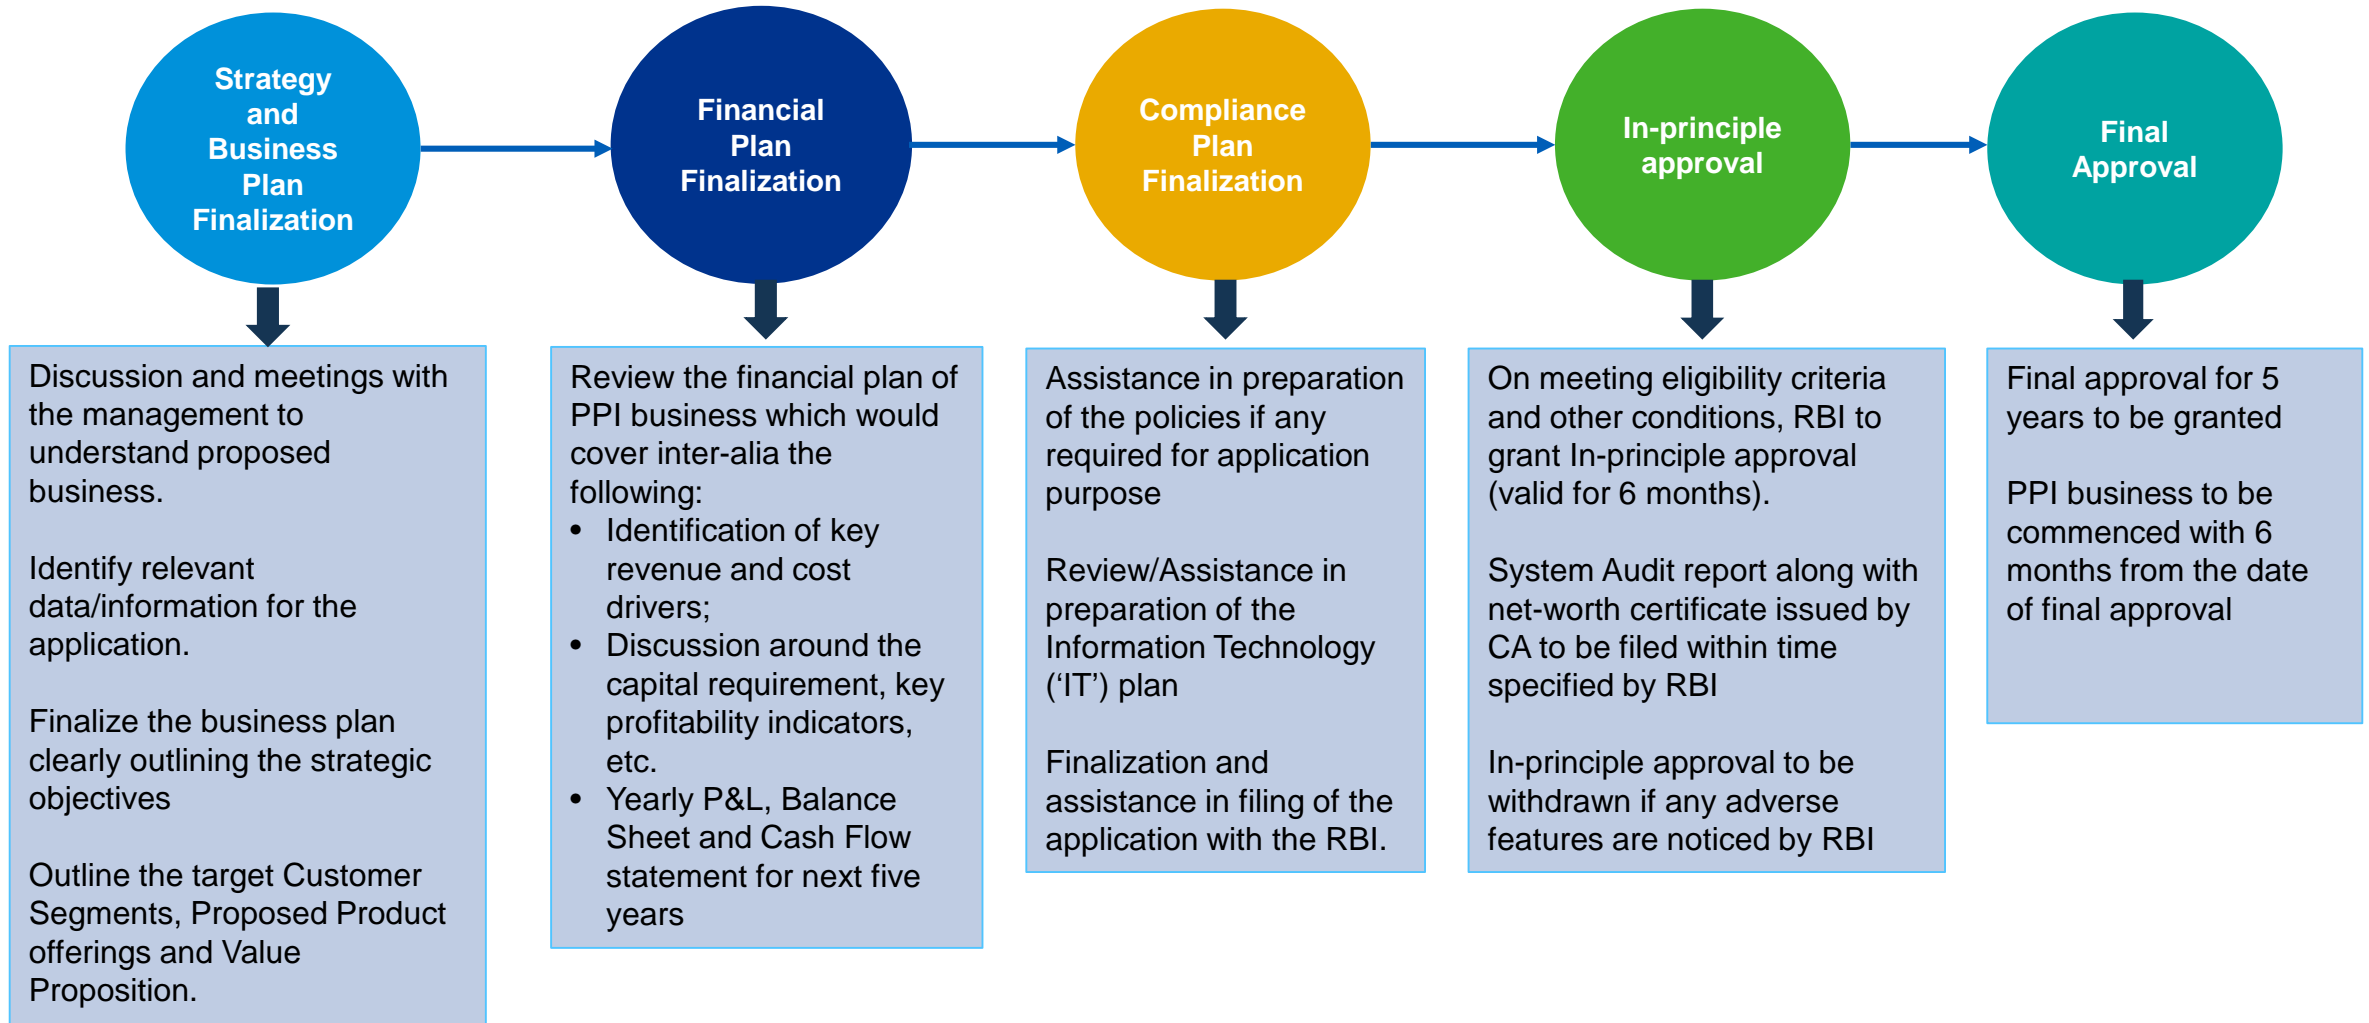 Strategy
and
Business
Plan
Finalization
Financial
Plan
Finalization
Compliance
Plan
Finalization
In-principle
approval
Final
Approval
Discussion and meetings with
the management to
understand proposed
business.
Identify relevant
data/information for the
application.
Finalize the business plan
clearly outlining the strategic
objectives
Outline the target Customer
Segments, Proposed Product
offerings and Value
Proposition.
Review the financial plan of
PPI business which would
cover inter-alia the
following:
• Identification of key
revenue and cost
drivers;
• Discussion around the
capital requirement, key
profitability indicators,
etc.
• Yearly P&L, Balance
Sheet and Cash Flow
statement for next five
years
Assistance in preparation
of the policies if any
required for application
purpose
Review/Assistance in
preparation of the
Information Technology
(‘IT’) plan
Finalization and
assistance in filing of the
application with the RBI.
On meeting eligibility criteria
and other conditions, RBI to
grant In-principle approval
(valid for 6 months).
System Audit report along with
net-worth certificate issued by
CA to be filed within time
specified by RBI
In-principle approval to be
withdrawn if any adverse
features are noticed by RBI
Final approval for 5
years to be granted
PPI business to be
commenced with 6
months from the date
of final approval